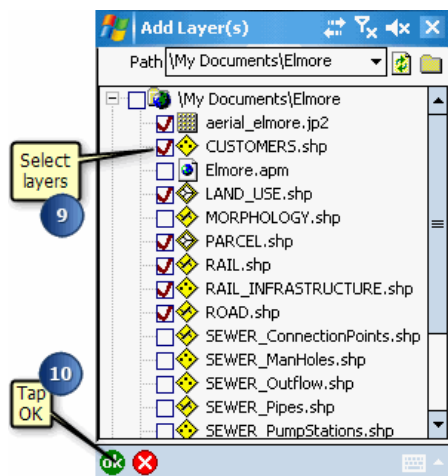 Add Layer(s)
Path \My Documents\Elmore
\My Documents\Elmore
aerial_elmore.jp2
CUSTOMERS.shp
Elmore.apm
LAND_USE.shp
MORPHOLOGY.shp
PARCEL.shp
RAIL.shp
RAIL_INFRASTRUCTURE.shp
ROAD.shp
SEWER_ConnectionPoints.shp
SEWER_ManHoles.shp
SEWER_Outflow.shp
SEWER_Pipes.shp
SEWER_PumpStations.shp
Select
layers
9
10
Tap
OK
ok